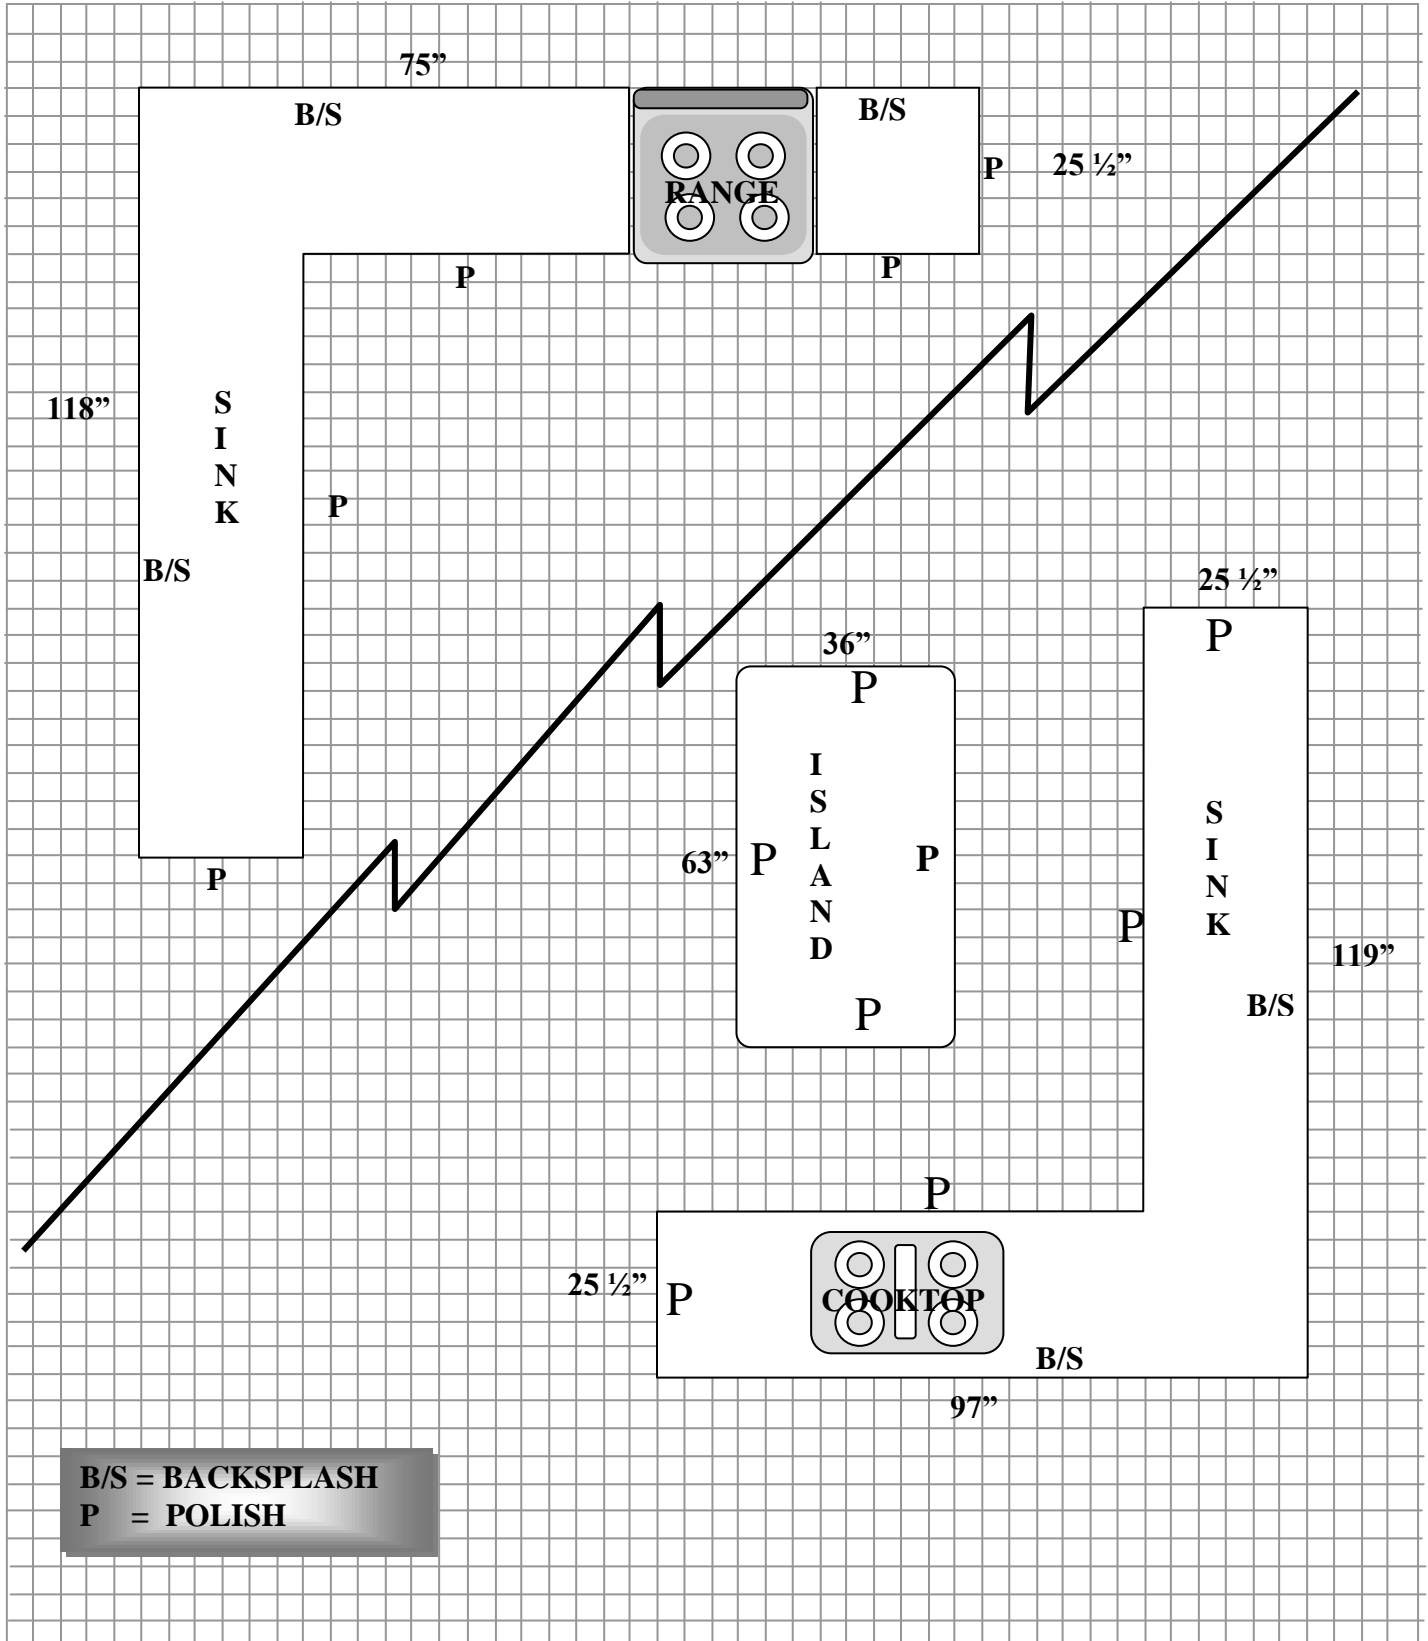 75”
B/S
B/S
RANGE
P
25 ½”
P
P
118”
S
I
N
K
P
B/S
P
25 ½”
P
36”
P
I
S
L
A
N
D
63”
P
P
P
S
I
N
K
P
119”
B/S
P
25 ½”
P
COOKTOP
B/S
97”
B/S = BACKSPLASH
P = POLISH